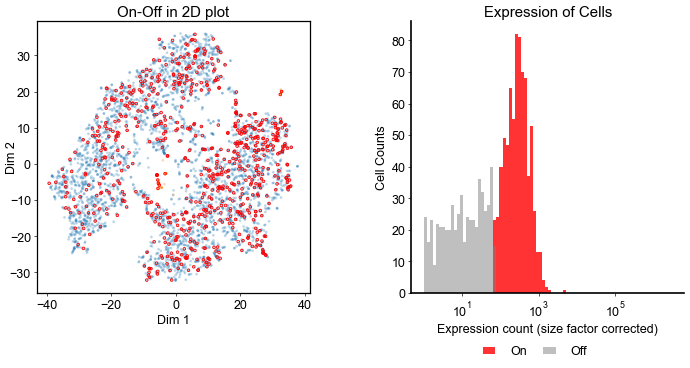 On-Off in 2D plot
Dim 2
30
20
10
0
−10
−20
−30
−40 −20 0 20 40
Dim 1
Expression of Cells
Cell Counts
80
70
60
50
40
30
20
10
0
10^1 10^3 10^5
Expression count (size factor corrected)
On Off